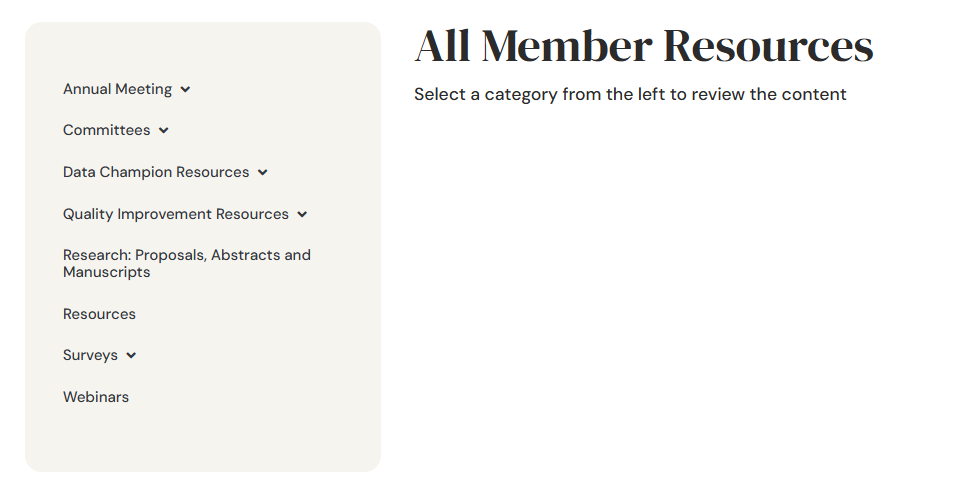 All Member Resources
Select a category from the left to review the content
Annual Meeting
Committees
Data Champion Resources
Quality Improvement Resources
Research: Proposals, Abstracts and
Manuscripts
Resources
Surveys
Webinars